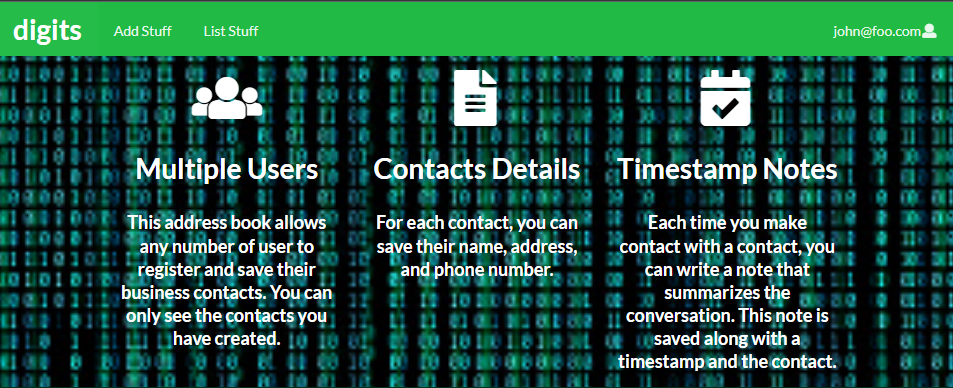 digits
Add Stuff
List Stuff
john@foo.com
Multiple Users
This address book allows
any number of user to
register and save their
business contacts. You can
only see the contacts you
have created.
Contacts Details
For each contact, you can
save their name, address,
and phone number.
Timestamp Notes
Each time you make
contact with a contact, you
can write a note that
summarizes the
conversation. This note is
saved along with a
timestamp and the contact.